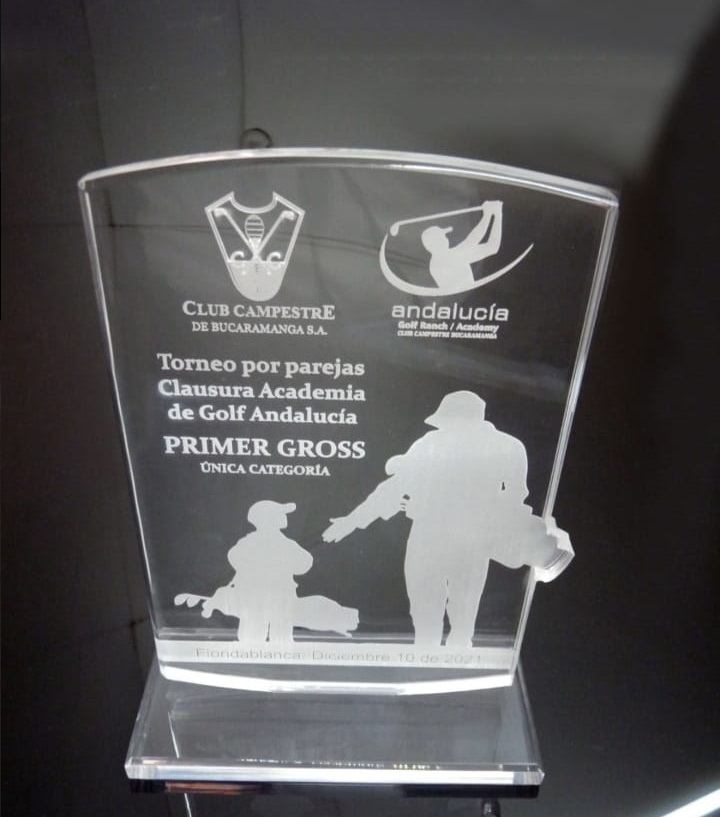 CLUB CAMPESTRE
DE BUCARAMANGA S.A.
andalucía
Golf Ranch / Academy
CLUB CAMPESTRE BUCARAMANGA
Torneo por parejas
Clausura Academia
de Golf Andalucía
PRIMER GROSS
ÚNICA CATEGORÍA
Floridablanca, Diciembre 10 de 2021